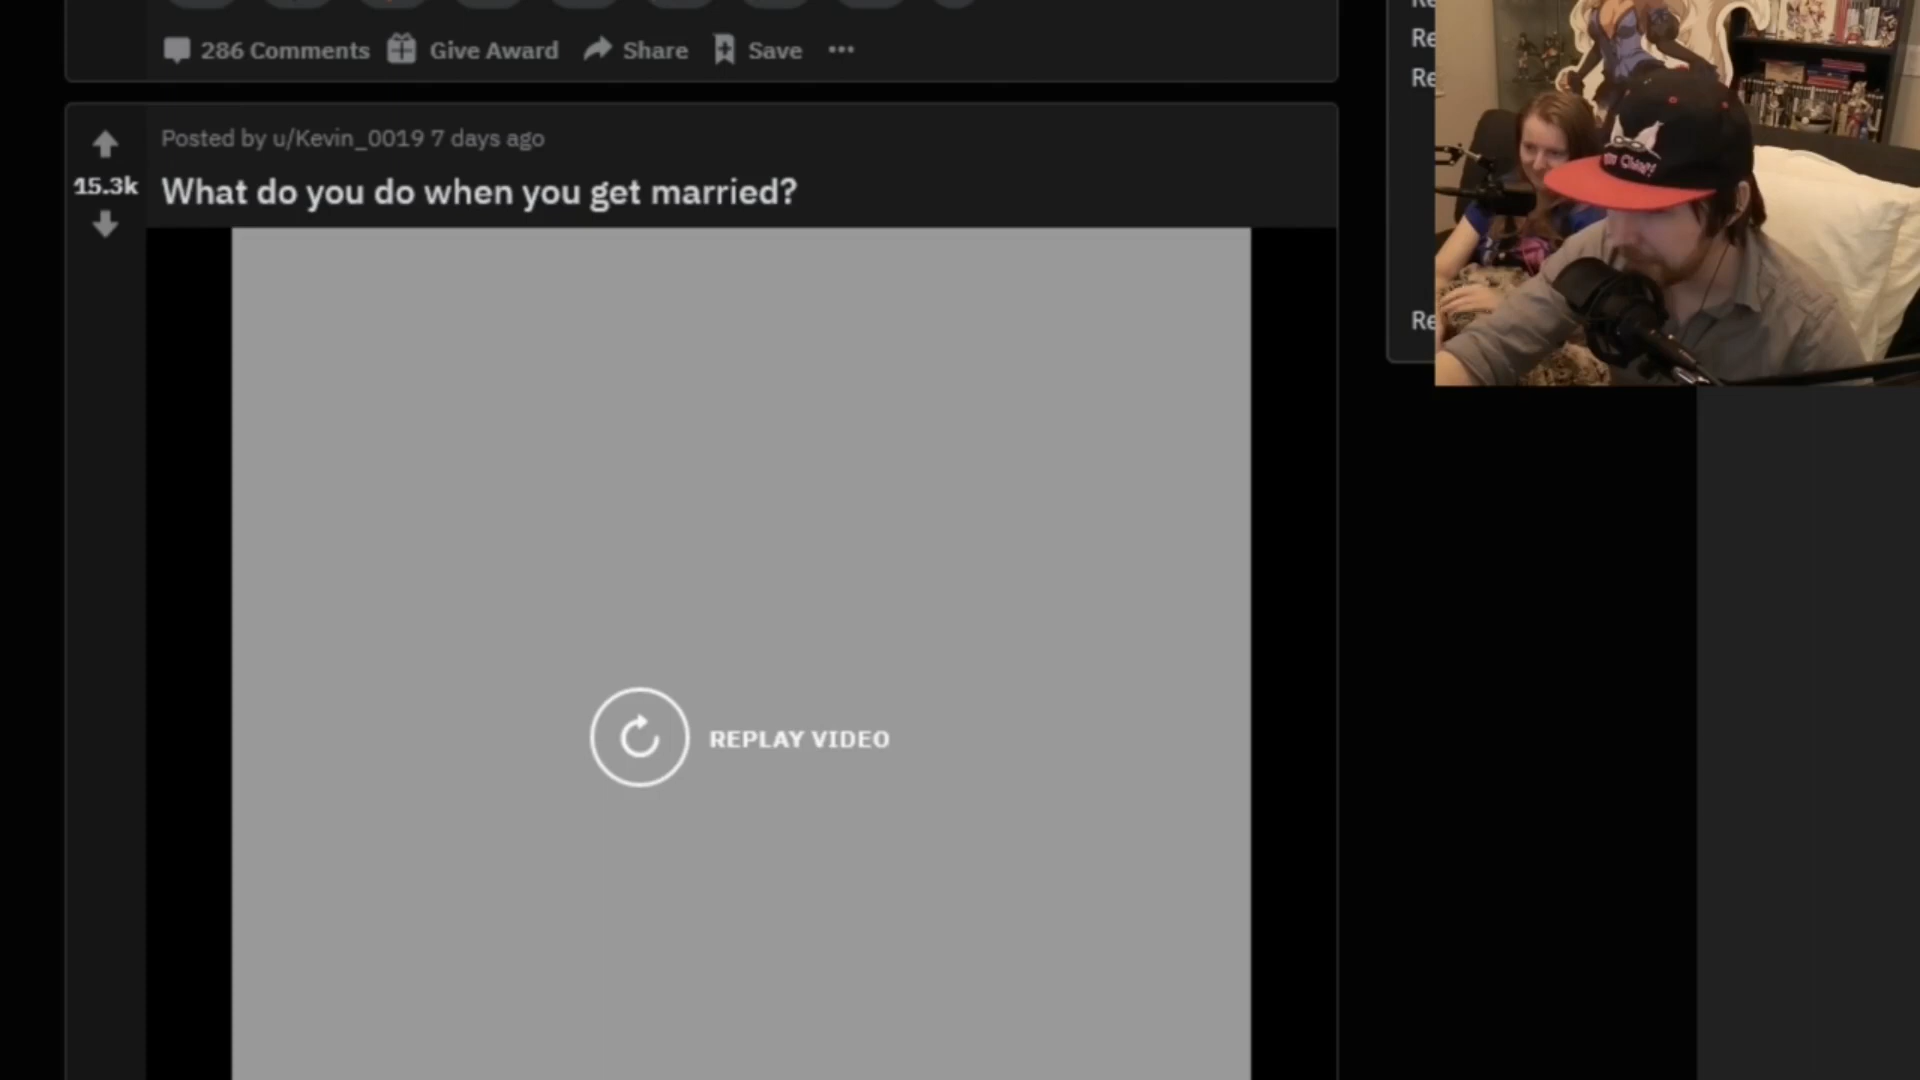 286 Comments Give Award Share Save
Re
Re
Posted by u/Kevin_0019 7 days ago
15.3k
What do you do when you get married?
Re
REPLAY VIDEO